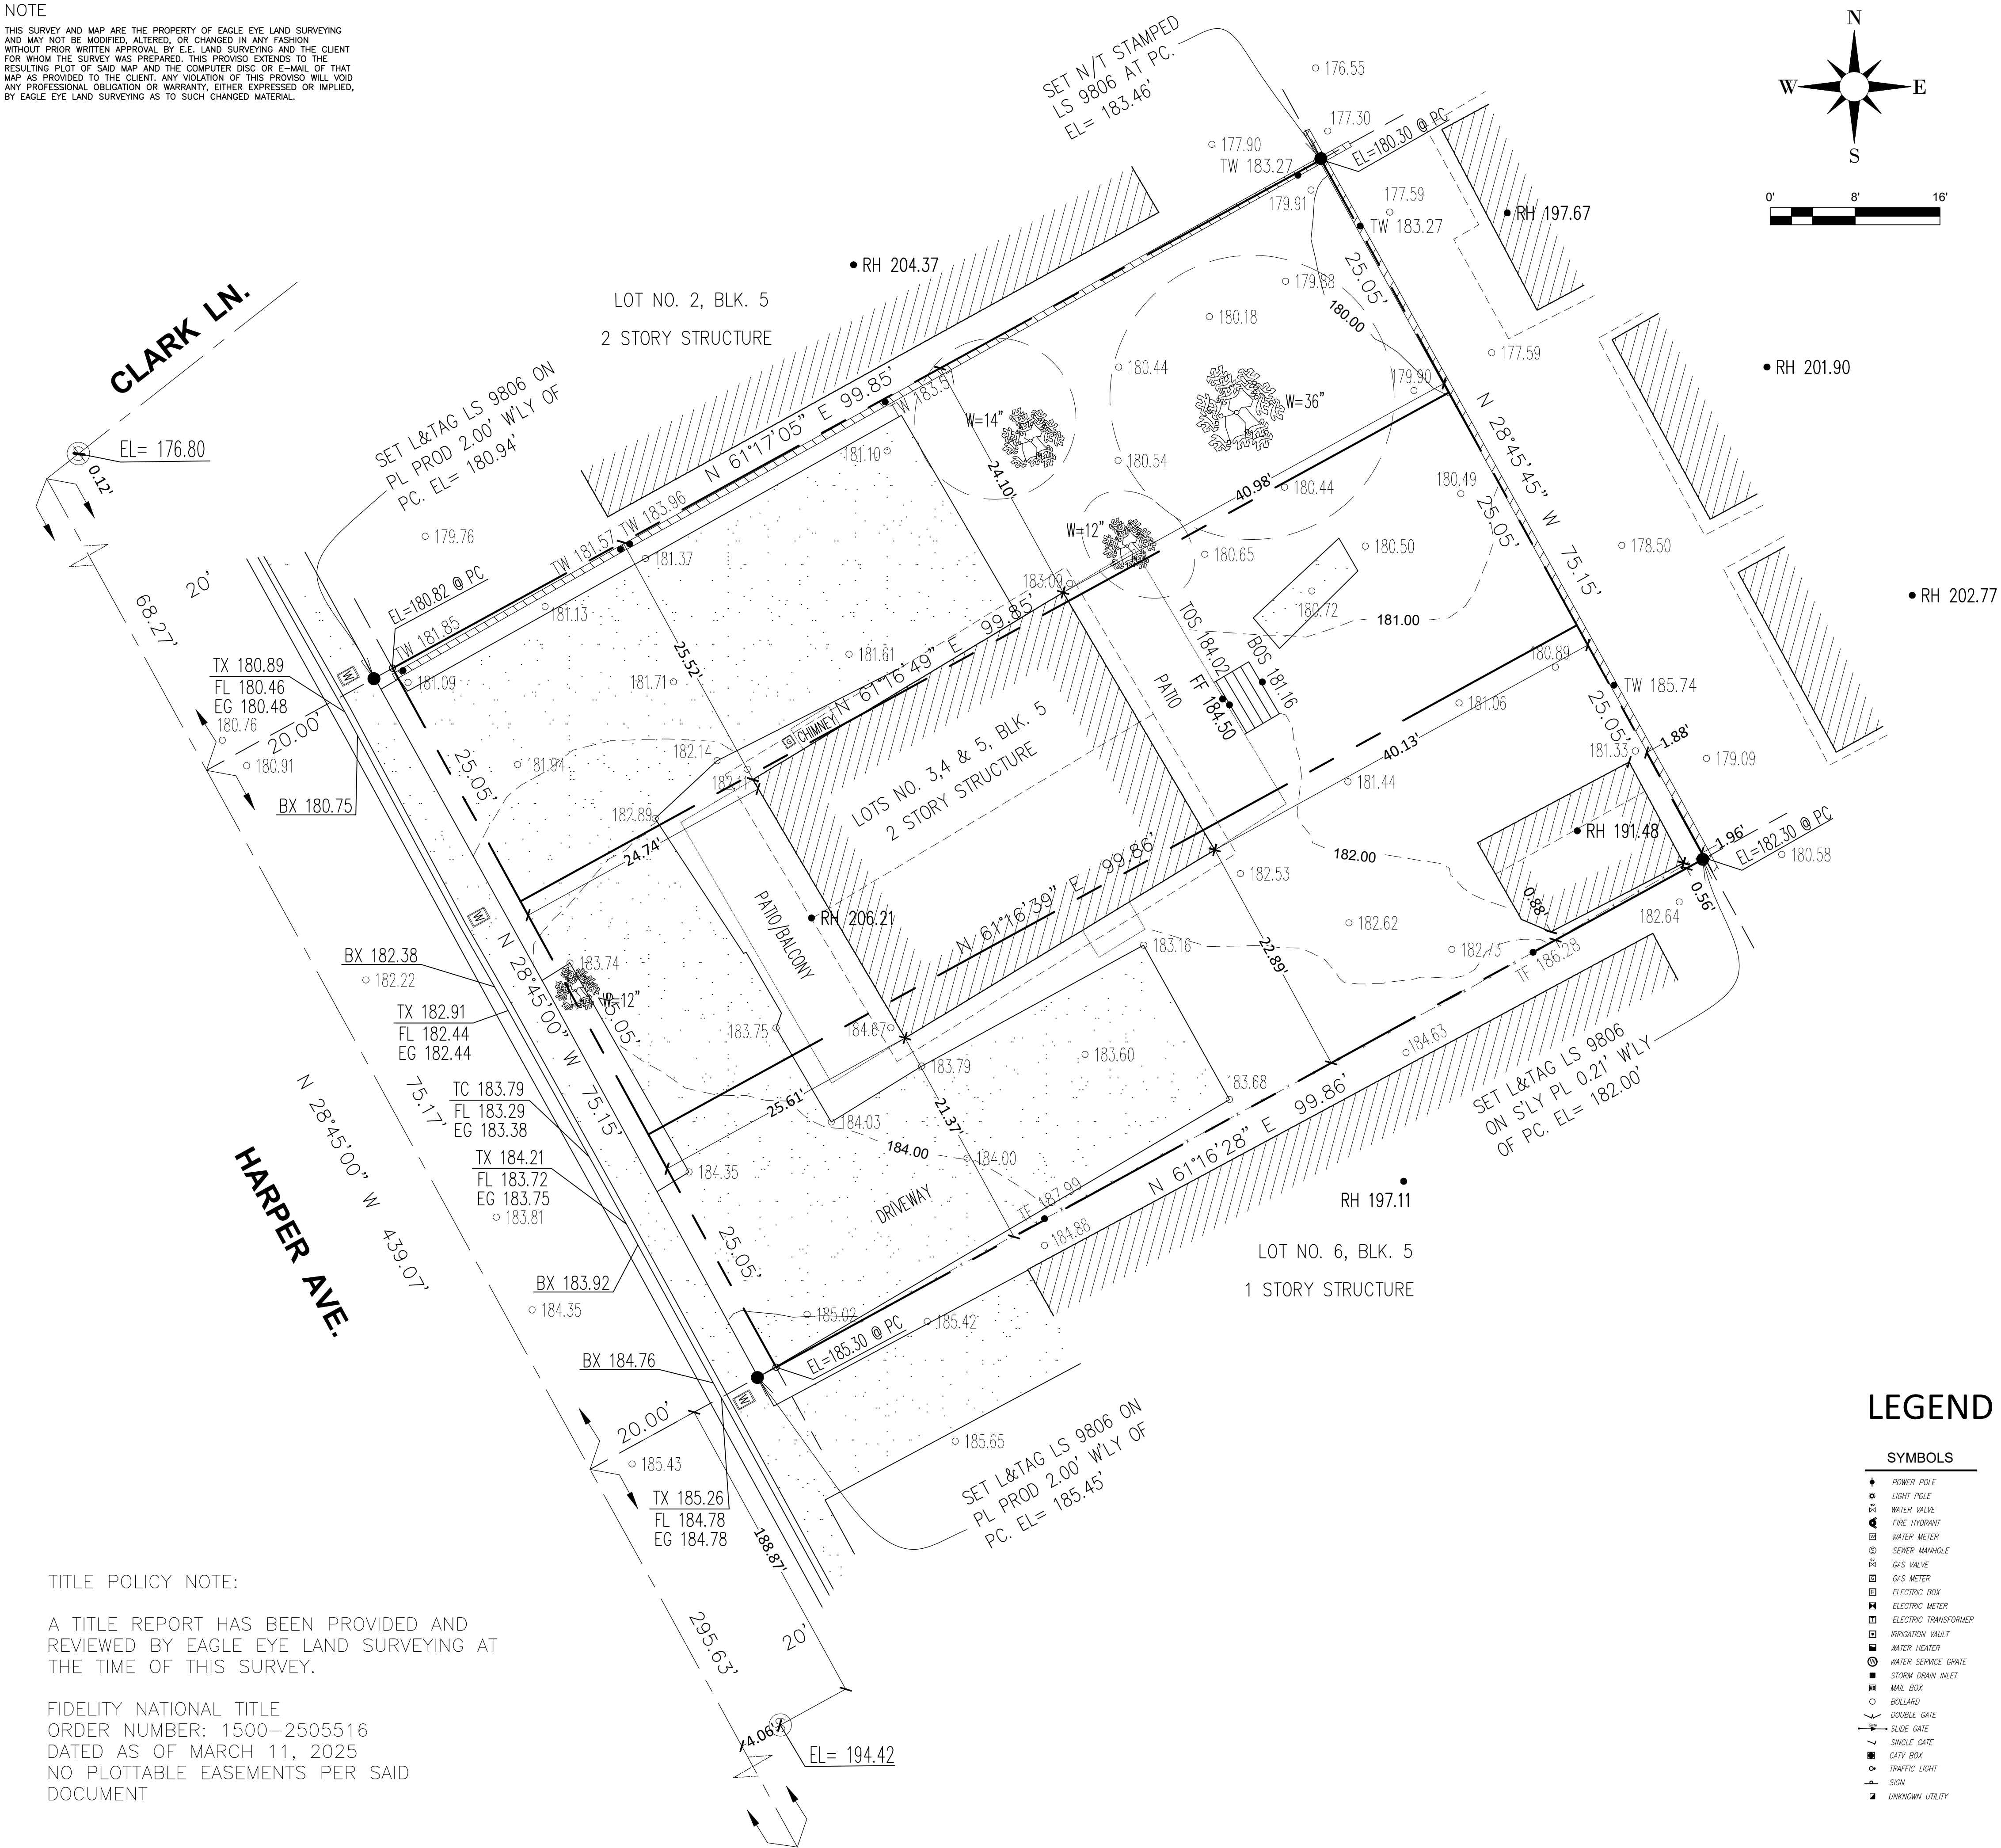 NOTE
THIS SURVEY AND MAP ARE THE PROPERTY OF EAGLE EYE LAND SURVEYING
AND MAY NOT BE MODIFIED, ALTERED, OR CHANGED IN ANY FASHION
WITHOUT PRIOR WRITTEN APPROVAL BY E.E. LAND SURVEYING AND THE CLIENT
FOR WHOM THE SURVEY WAS PREPARED. THIS PROVISO EXTENDS TO THE
RESULTING PLOT OF SAID MAP AND THE COMPUTER DISC OR E-MAIL OF THAT
MAP AS PROVIDED TO THE CLIENT. ANY VIOLATION OF THIS PROVISO WILL VOID
ANY PROFESSIONAL OBLIGATION OR WARRANTY, EITHER EXPRESSED OR IMPLIED,
BY EAGLE EYE LAND SURVEYING AS TO SUCH CHANGED MATERIAL.
N
W
E
S
0'
8'
16'
SET N/T STAMPED
LS 9806 AT PC.
EL= 183.46'
176.55
177.30
177.90
TW 183.27
EL=180.30 @ PC
179.91
177.59
TW 183.27
RH 197.67
RH 204.37
LOT NO. 2, BLK. 5
2 STORY STRUCTURE
25.05'
179.88
180.00
180.18
177.59
RH 201.90
CLARK LN.
EL= 176.80
0.12'
SET L&TAG LS 9806 ON
PL PROD 2.00' W'LY OF
PC. EL= 180.94'
N 61°17'05" E 99.85'
TW 183.5
180.44
179.90
W=14"
W=36"
181.10
24.10'
180.54
40.98'
180.44
180.49
N 28°45'45" W 75.15'
25.05'
179.76
TW 181.57
TW 183.96
181.37
W=12"
180.65
180.50
178.50
EL=180.82 @ PC
183.09
180.72
RH 202.77
181.13
TW 181.85
TOS 184.02
181.00
20'
68.27'
181.09
25.52'
181.61
181.71
N 61°16'49" E 99.85'
PATIO
BOS 181.16
FF 184.50
180.89
TW 185.74
181.06
25.05'
TX 180.89
FL 180.46
EG 180.48
180.76
20.00'
180.91
BX 180.75
25.05'
181.94
182.14
182.11
CHIMNEY
G
W
LOTS NO. 3,4 & 5, BLK. 5
2 STORY STRUCTURE
40.13'
181.33
1.88'
179.09
181.44
182.89
24.74'
RH 191.48
1.96'
EL=182.30 @ PC
180.58
N 61°16'39" E 99.86'
182.53
182.00
0.88'
0.56'
182.64
W
PATIO/BALCONY
RH 206.21
182.62
182.73
TF 186.28
183.16
22.89'
BX 182.38
182.22
TX 182.91
FL 182.44
EG 182.44
N 28°45'00" W 75.15'
183.74
W=12"
183.75
184.67
183.60
183.79
183.68
184.63
SET L&TAG LS 9806
ON S'LY PL 0.21' W'LY
OF PC. EL= 182.00'
N 28°45'00" W 439.07'
75.17'
TC 183.79
FL 183.29
EG 183.38
25.61'
184.03
21.37'
184.00
184.00
N 61°16'28" E 99.86'
HARPER AVE.
TX 184.21
FL 183.72
EG 183.75
183.81
184.35
DRIVEWAY
TF 187.99
184.88
RH 197.11
LOT NO. 6, BLK. 5
1 STORY STRUCTURE
25.05'
BX 183.92
184.35
185.02
185.42
EL=185.30 @ PC
BX 184.76
W
20.00'
185.43
185.65
SET L&TAG LS 9806 ON
PL PROD 2.00' W'LY OF
PC. EL= 185.45'
TX 185.26
FL 184.78
EG 184.78
188.87'
295.63'
20'
4.06'
EL= 194.42
TITLE POLICY NOTE:
A TITLE REPORT HAS BEEN PROVIDED AND
REVIEWED BY EAGLE EYE LAND SURVEYING AT
THE TIME OF THIS SURVEY.
FIDELITY NATIONAL TITLE
ORDER NUMBER: 1500-2505516
DATED AS OF MARCH 11, 2025
NO PLOTTABLE EASEMENTS PER SAID
DOCUMENT
LEGEND
SYMBOLS
POWER POLE
LIGHT POLE
WATER VALVE
FIRE HYDRANT
WATER METER
SEWER MANHOLE
GAS VALVE
GAS METER
ELECTRIC BOX
ELECTRIC METER
ELECTRIC TRANSFORMER
IRRIGATION VAULT
WATER HEATER
WATER SERVICE GRATE
STORM DRAIN INLET
MAIL BOX
BOLLARD
DOUBLE GATE
SLIDE GATE
SINGLE GATE
CATV BOX
TRAFFIC LIGHT
SIGN
UNKNOWN UTILITY